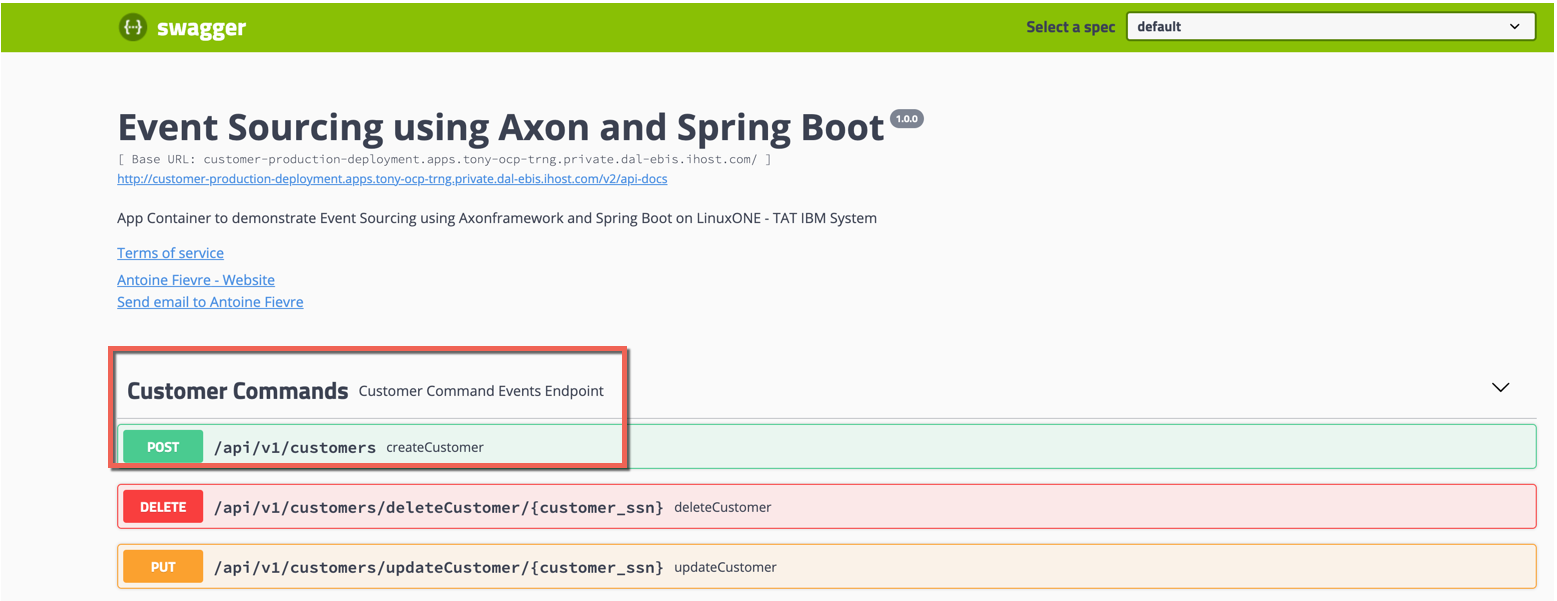 swagger Select a spec default
Event Sourcing using Axon and Spring Boot 1.0.0
[ Base URL: customer-production-deployment.apps.tony-ocp-trng.private.dal-ebis.ihost.com/ ]
http://customer-production-deployment.apps.tony-ocp-trng.private.dal-ebis.ihost.com/v2/api-docs
App Container to demonstrate Event Sourcing using Axonframework and Spring Boot on LinuxONE - TAT IBM System
Terms of service
Antoine Fievre - Website
Send email to Antoine Fievre
Customer Commands Customer Command Events Endpoint
POST /api/v1/customers createCustomer
DELETE /api/v1/customers/deleteCustomer/{customer_ssn} deleteCustomer
PUT /api/v1/customers/updateCustomer/{customer_ssn} updateCustomer